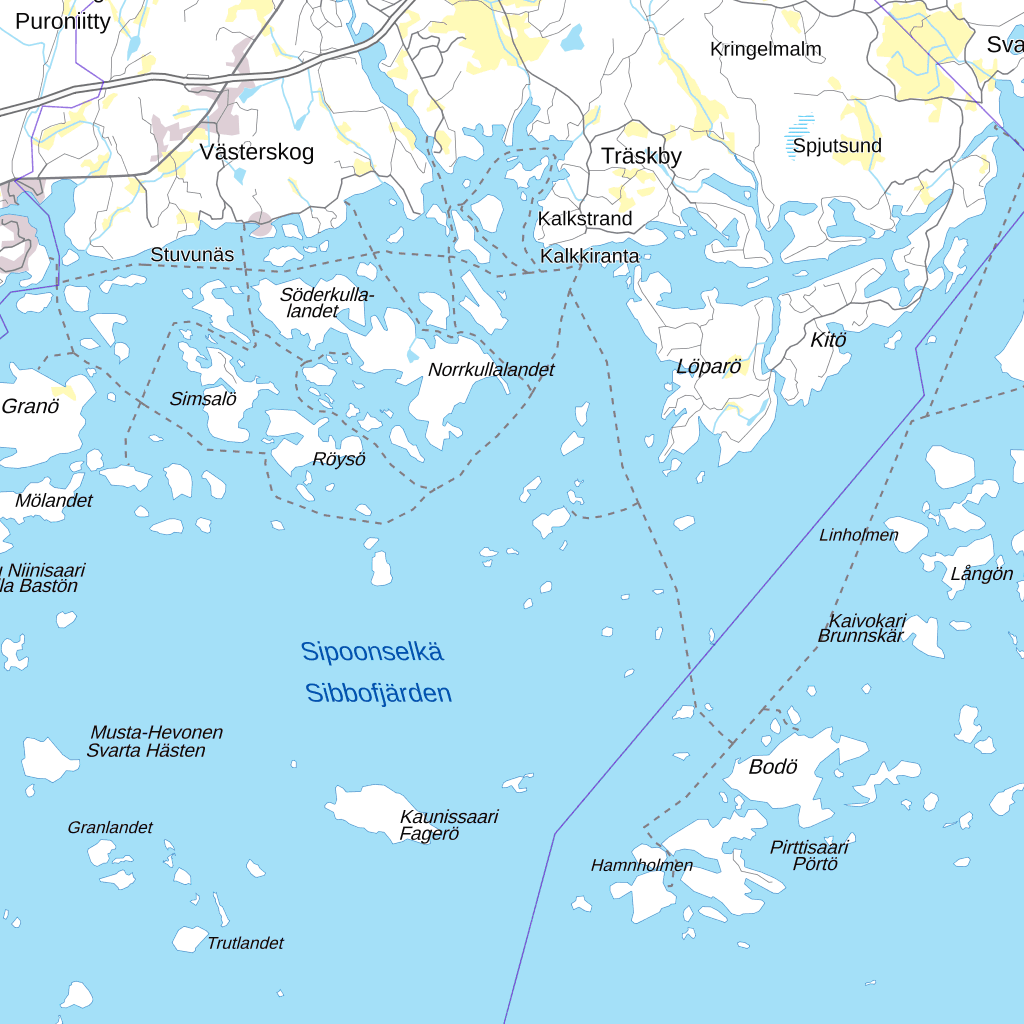 Puroniitty
Kringelmalm
Sva
Västerskog
Träskby
Spjutsund
Kalkstrand
Stuvunäs
Kalkkiranta
Söderkulla-
landet
Kitö
Norrkullalandet
Löparö
Simsalö
Granö
Röysö
Mölandet
Linholmen
Niinisaari
Långön
la Bastön
Kaivokari
Brunnskär
Sipoonselkä
Sibbofjärden
Musta-Hevonen
Svarta Hästen
Bodö
Kaunissaari
Fagerö
Granlandet
Pirttisaari
Pörtö
Hamnholmen
Trutlandet